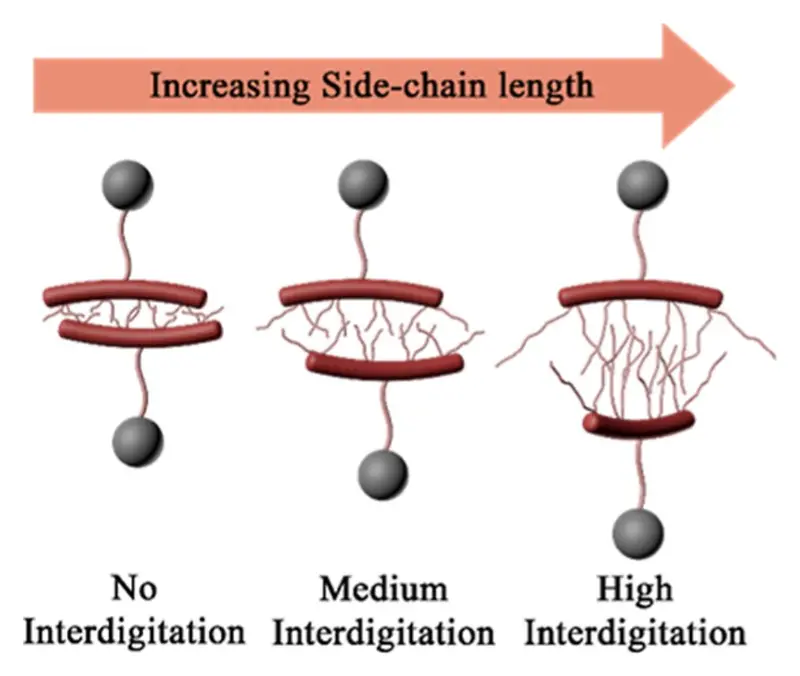 Increasing Side-chain length
No
Interdigitation
Medium
Interdigitation
High
Interdigitation